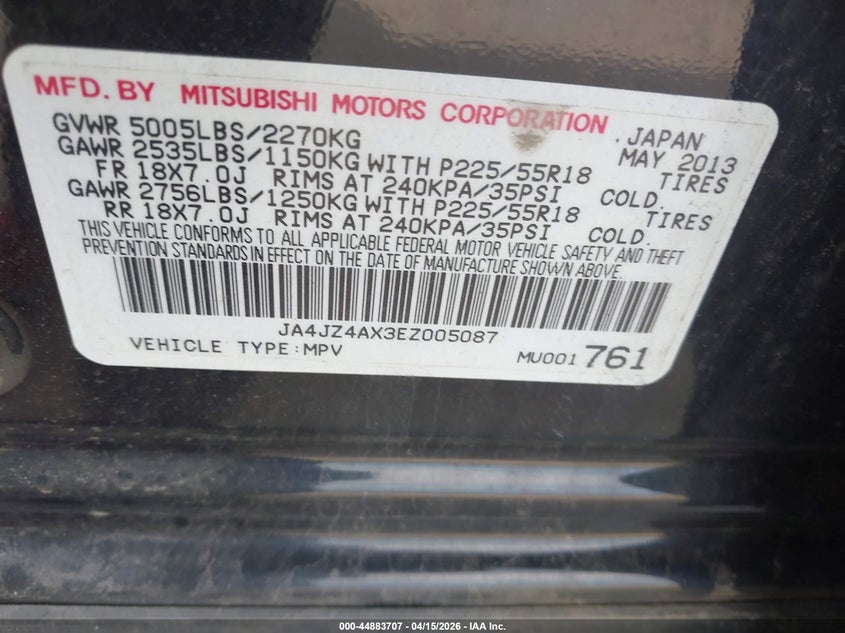 MFD. BY MITSUBISHI MOTORS CORPORATION
GVWR 5005LBS/2270KG . JAPAN
GAWR 2535LBS/1150KG WITH P225/55R18 MAY 2013
FR 18X7.0J RIMS AT 240KPA/35PSI COLD. TIRES
GAWR 2756LBS/1250KG WITH P225/55R18 TIRES
RR 18X7.0J RIMS AT 240KPA/35PSI COLD.
THIS VEHICLE CONFORMS TO ALL APPLICABLE FEDERAL MOTOR VEHICLE SAFETY AND THEFT
PREVENTION STANDARDS IN EFFECT ON THE DATE OF MANUFACTURE SHOWN ABOVE.
JA4JZ4AX3EZ005087
VEHICLE TYPE:MPV MU001 761
000-44883707 - 04/15/2026 - IAA Inc.